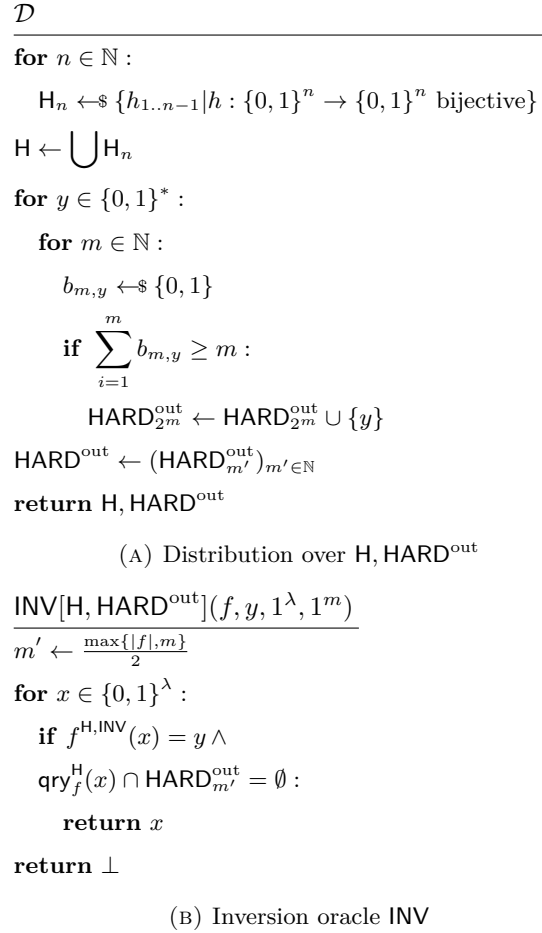 𝒟
for n ∈ ℕ :
H_n ←$ {h_{1..n−1}|h : {0, 1}^n → {0, 1}^n bijective}
H ← ⋃ H_n
for y ∈ {0, 1}^* :
for m ∈ ℕ :
b_{m,y} ←$ {0, 1}
if ∑_{i=1}^{m} b_{m,y} ≥ m :
HARD^{out}_{2^m} ← HARD^{out}_{2^m} ∪ {y}
HARD^{out} ← (HARD^{out}_{m′})_{m′∈ℕ}
return H, HARD^{out}
(A) Distribution over H, HARD^{out}
INV[H, HARD^{out}](f, y, 1^λ, 1^m)
m′ ← \frac{max{|f|,m}}{2}
for x ∈ {0, 1}^λ :
if f^{H,INV}(x) = y ∧
qry^H_f(x) ∩ HARD^{out}_{m′} = ∅ :
return x
return ⊥
(B) Inversion oracle INV